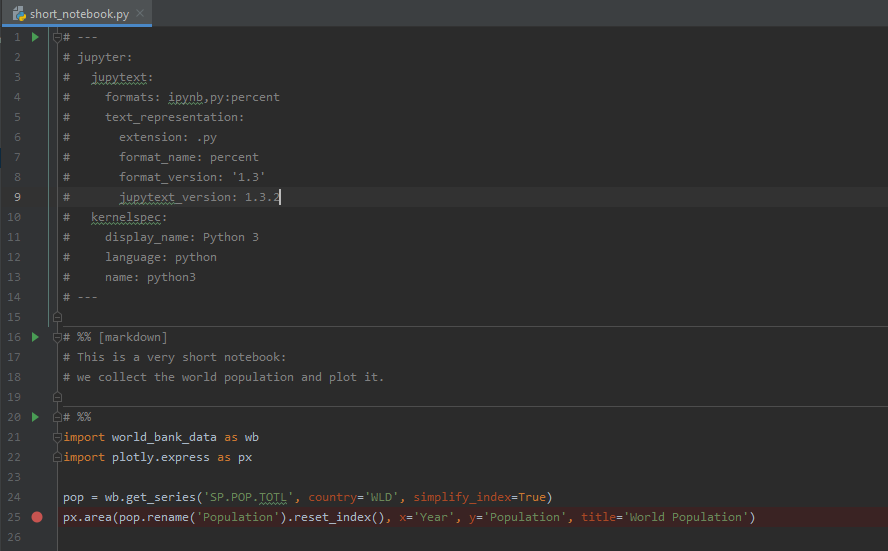 short_notebook.py
1 # ---
2 # jupyter:
3 #   jupytext:
4 #     formats: ipynb,py:percent
5 #     text_representation:
6 #       extension: .py
7 #       format_name: percent
8 #       format_version: '1.3'
9 #       jupytext_version: 1.3.2
10 #   kernelspec:
11 #     display_name: Python 3
12 #     language: python
13 #     name: python3
14 # ---
15
16 # %% [markdown]
17 # This is a very short notebook:
18 # we collect the world population and plot it.
19
20 # %%
21 import world_bank_data as wb
22 import plotly.express as px
23
24 pop = wb.get_series('SP.POP.TOTL', country='WLD', simplify_index=True)
25 px.area(pop.rename('Population').reset_index(), x='Year', y='Population', title='World Population')
26